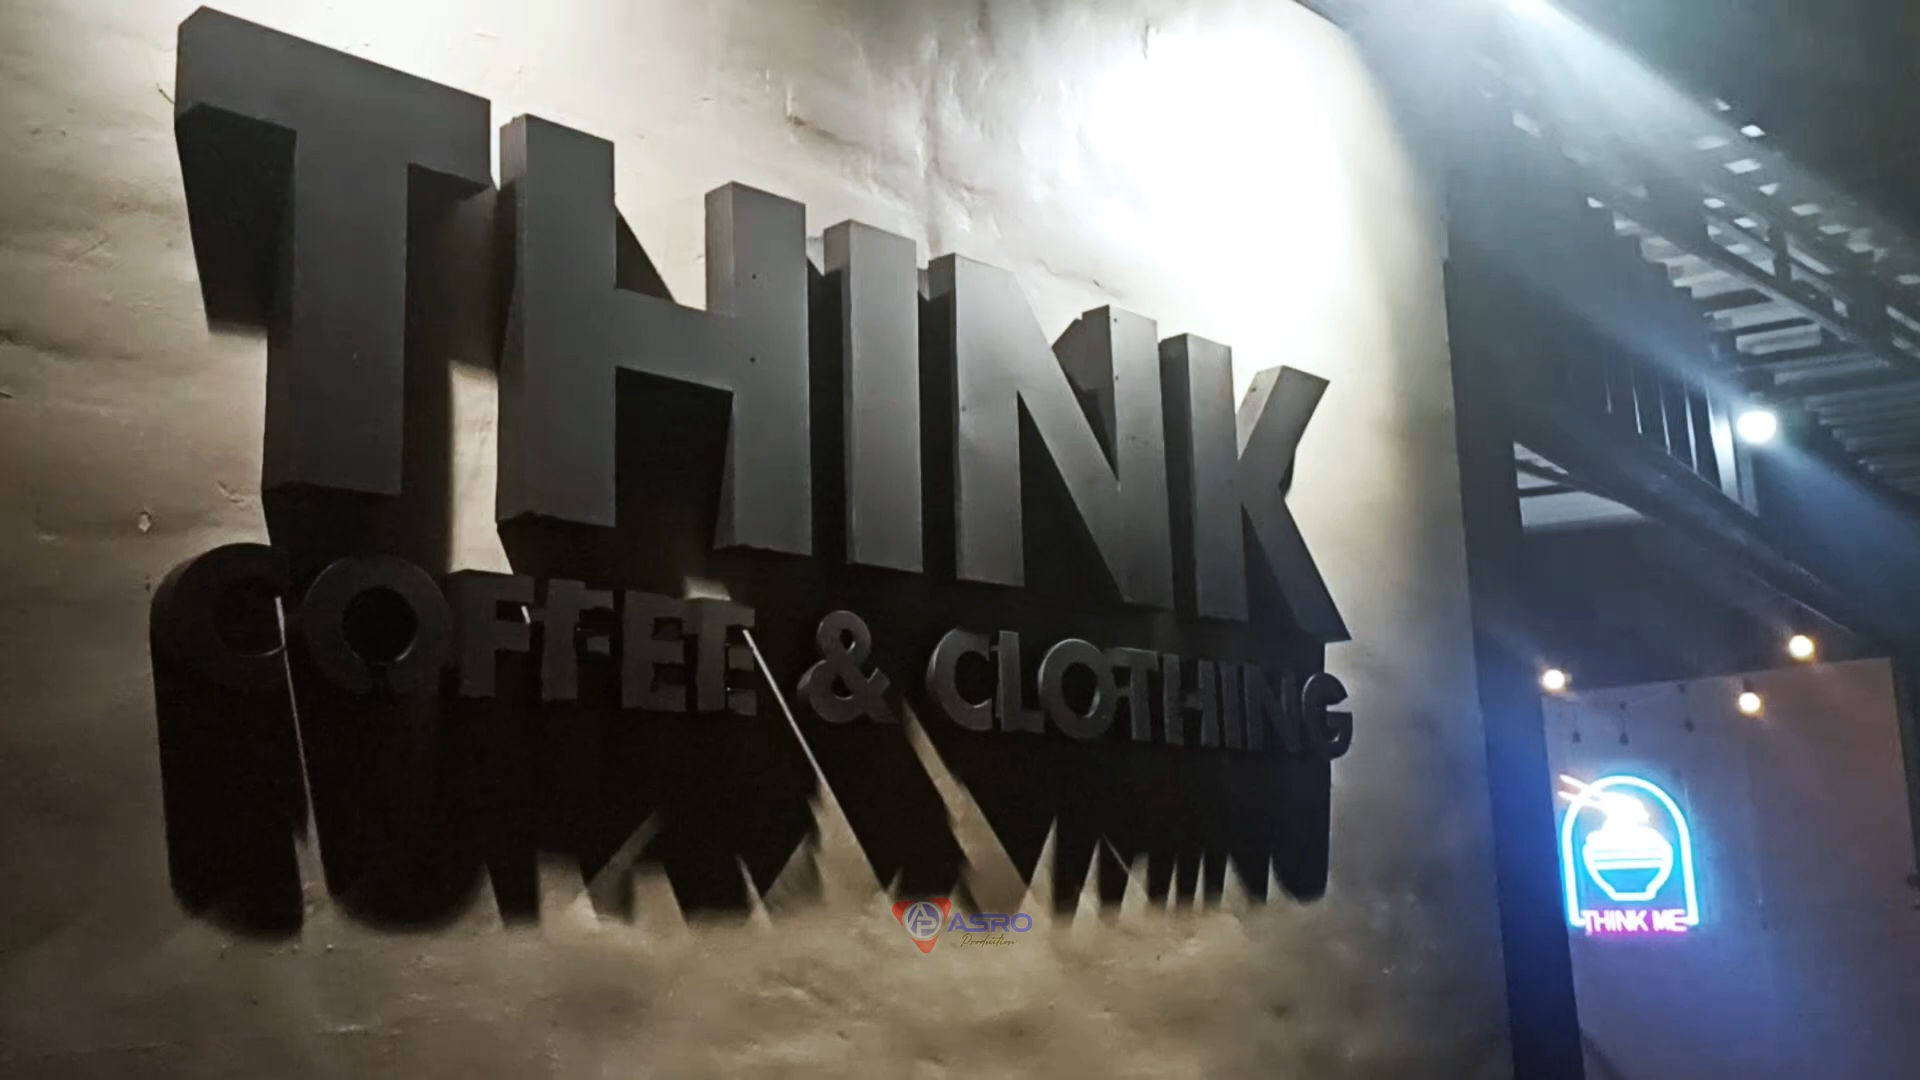 THINK
COFFEE & CLOTHING
THINK ME
ASRO
Production